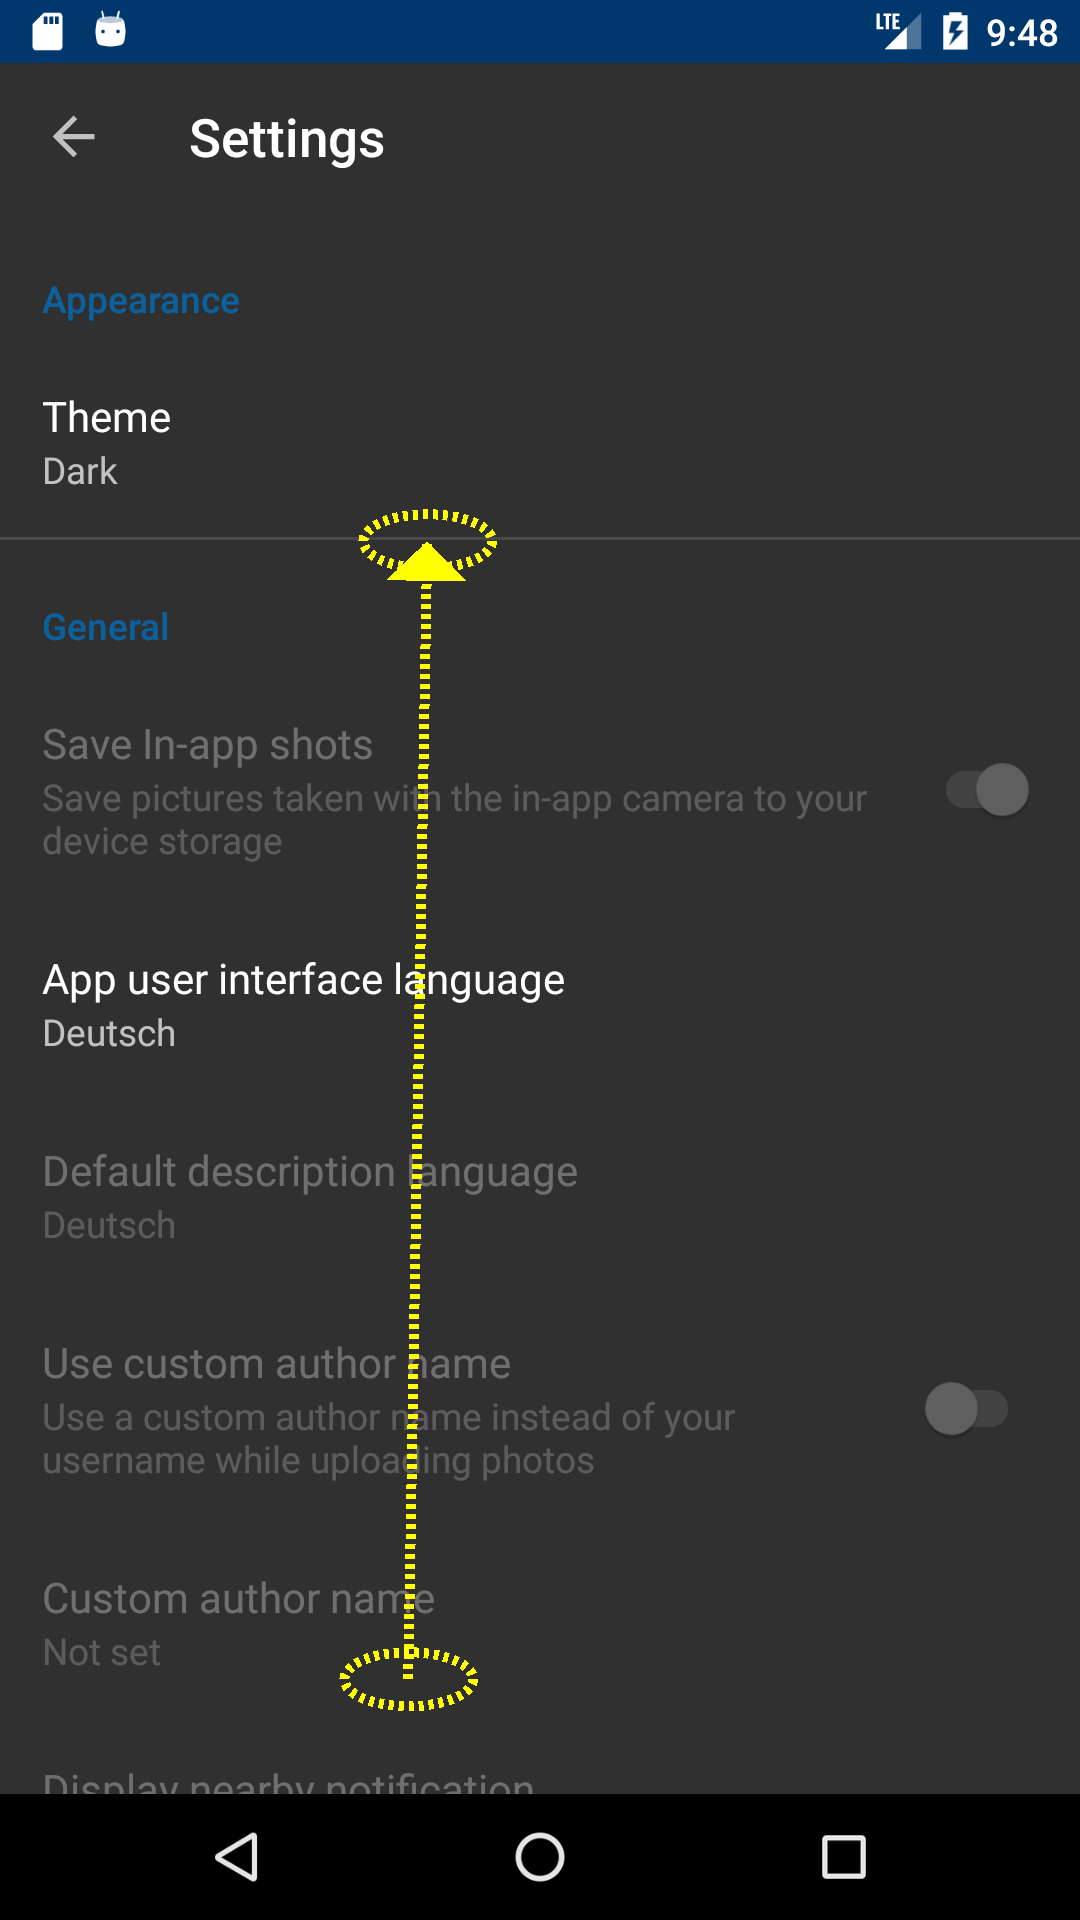 LTE 9:48
Settings
Appearance
Theme
Dark
General
Save In-app shots
Save pictures taken with the in-app camera to your
device storage
App user interface language
Deutsch
Default description language
Deutsch
Use custom author name
Use a custom author name instead of your
username while uploading photos
Custom author name
Not set
Display nearby notification